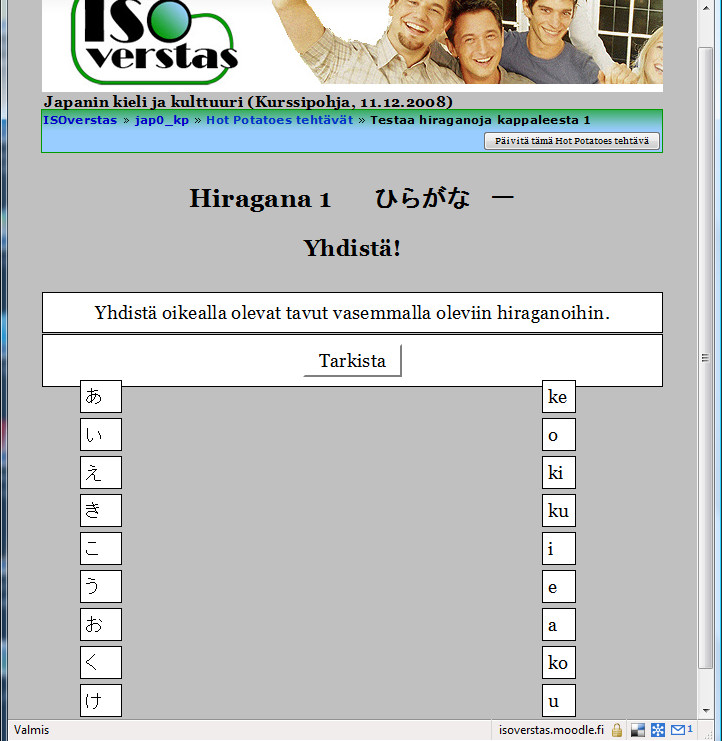 ISO
verstas
Japanin kieli ja kulttuuri (Kurssipohja, 11.12.2008)
ISOverstas » jap0_kp » Hot Potatoes tehtävät » Testaa hiraganoja kappaleesta 1
Päivitä tämä Hot Potatoes tehtävä
Hiragana 1 ひらがな 一
Yhdistä!
Yhdistä oikealla olevat tavut vasemmalla oleviin hiraganoihin.
Tarkista
あ ke
い o
え ki
き ku
こ i
う e
お a
く ko
け u
Valmis isoverstas.moodle.fi 1